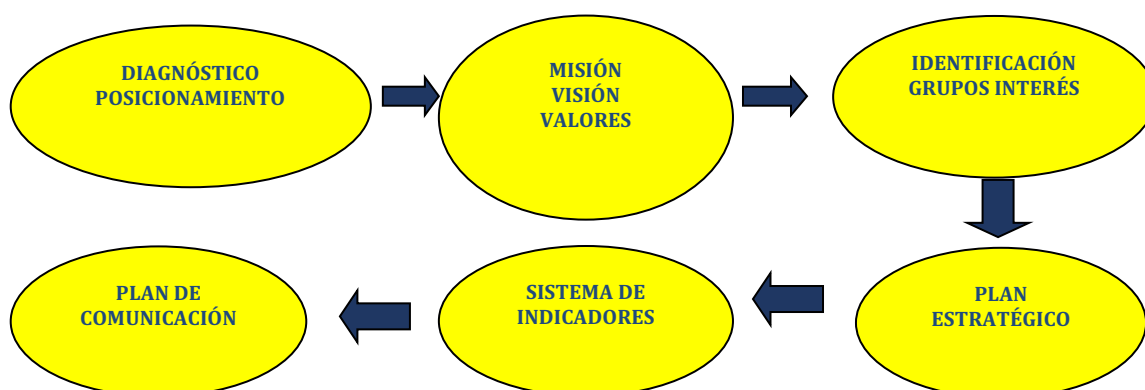 DIAGNÓSTICO
POSICIONAMIENTO
MISIÓN
VISIÓN
VALORES
IDENTIFICACIÓN
GRUPOS INTERÉS
PLAN
ESTRATÉGICO
SISTEMA DE
INDICADORES
PLAN DE
COMUNICACIÓN